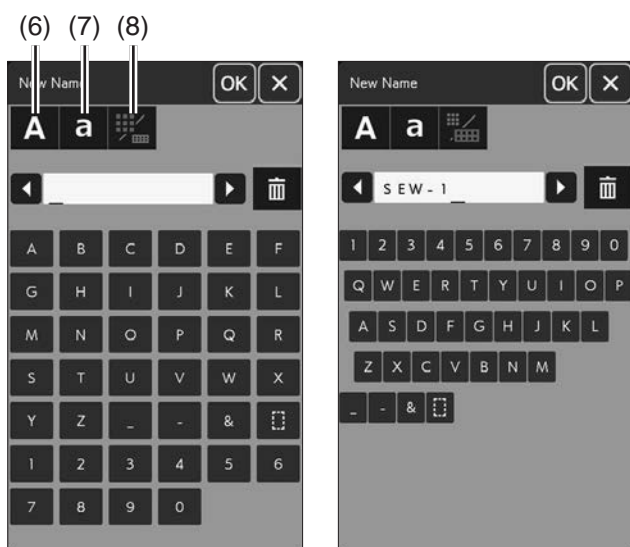 (6) (7) (8)
New Name OK X
A a
_
A B C D E F
G H I J K L
M N O P Q R
S T U V W X
Y Z _ - &
1 2 3 4 5 6
7 8 9 0
New Name OK X
A a
SEW-1_
1 2 3 4 5 6 7 8 9 0
Q W E R T Y U I O P
A S D F G H J K L
Z X C V B N M
_ - &